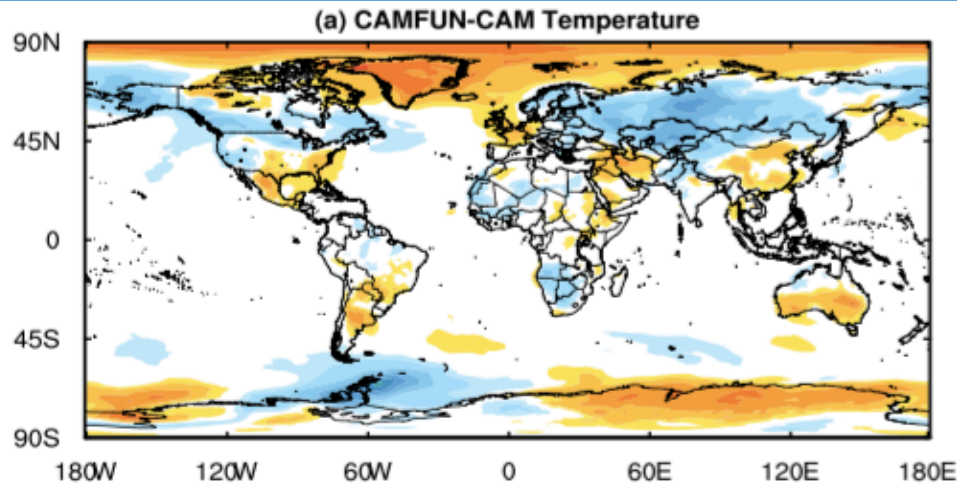 (a) CAMFUN-CAM Temperature
90N
45N
0
45S
90S
180W 120W 60W 0 60E 120E 180E